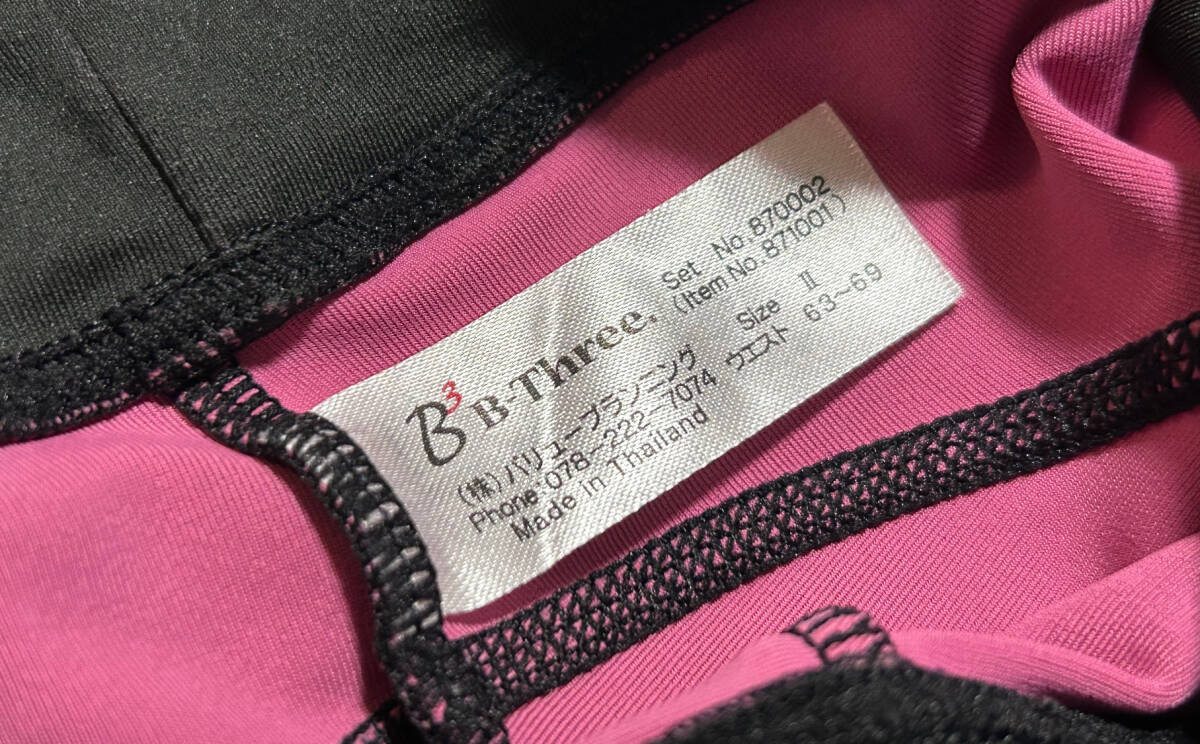 B3 B-Three.
Set No.870002
(Item No.871001)
(株)バリュープランニング
Size II
Phone:078-222-7074
ウエスト 63~69
Made in Thailand